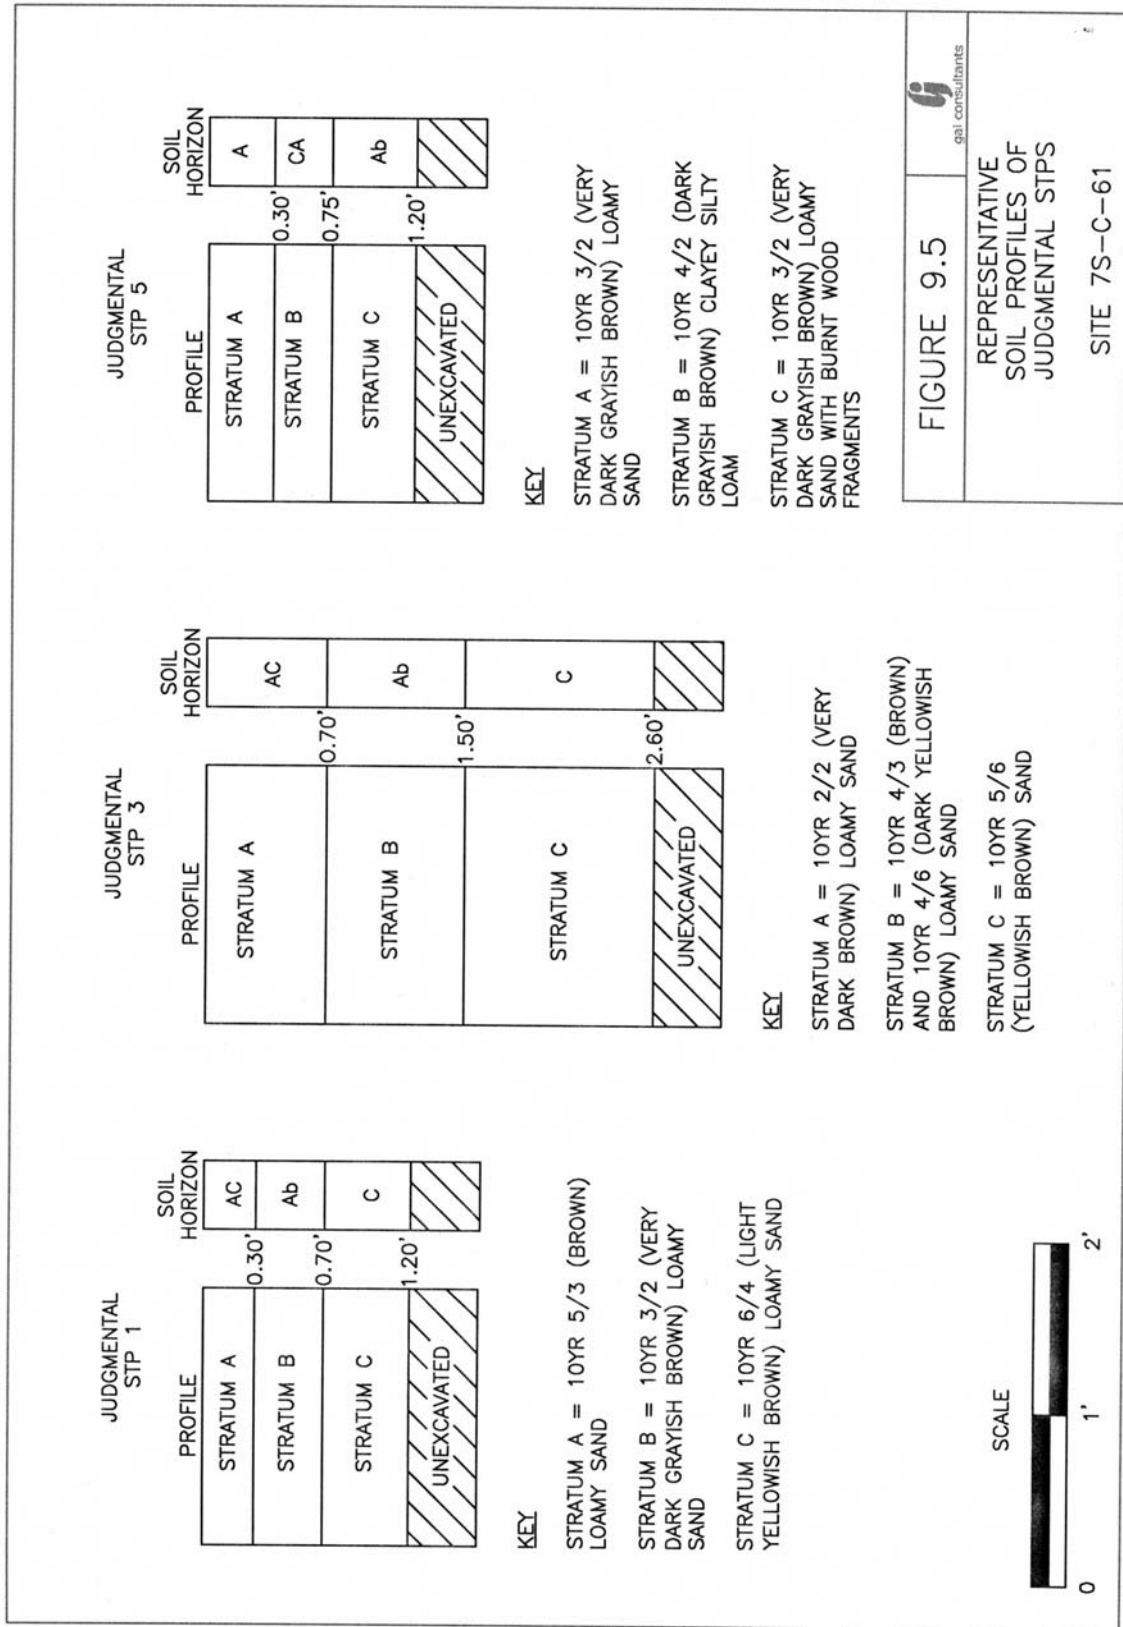 JUDGMENTAL
STP 1
PROFILE
SOIL
HORIZON
STRATUM A
AC
0.30'
STRATUM B
Ab
0.70'
STRATUM C
C
1.20'
UNEXCAVATED
KEY
STRATUM A = 10YR 5/3 (BROWN)
LOAMY SAND
STRATUM B = 10YR 3/2 (VERY
DARK GRAYISH BROWN) LOAMY
SAND
STRATUM C = 10YR 6/4 (LIGHT
YELLOWISH BROWN) LOAMY SAND
JUDGMENTAL
STP 3
PROFILE
SOIL
HORIZON
STRATUM A
AC
0.70'
STRATUM B
Ab
1.50'
STRATUM C
C
2.60'
UNEXCAVATED
KEY
STRATUM A = 10YR 2/2 (VERY
DARK BROWN) LOAMY SAND
STRATUM B = 10YR 4/3 (BROWN)
AND 10YR 4/6 (DARK YELLOWISH
BROWN) LOAMY SAND
STRATUM C = 10YR 5/6
(YELLOWISH BROWN) SAND
JUDGMENTAL
STP 5
PROFILE
SOIL
HORIZON
STRATUM A
A
0.30'
STRATUM B
CA
0.75'
STRATUM C
Ab
1.20'
UNEXCAVATED
KEY
STRATUM A = 10YR 3/2 (VERY
DARK GRAYISH BROWN) LOAMY
SAND
STRATUM B = 10YR 4/2 (DARK
GRAYISH BROWN) CLAYEY SILTY
LOAM
STRATUM C = 10YR 3/2 (VERY
DARK GRAYISH BROWN) LOAMY
SAND WITH BURNT WOOD
FRAGMENTS
SCALE
0 1' 2'
FIGURE 9.5
gai consultants
REPRESENTATIVE
SOIL PROFILES OF
JUDGMENTAL STPS
SITE 7S-C-61